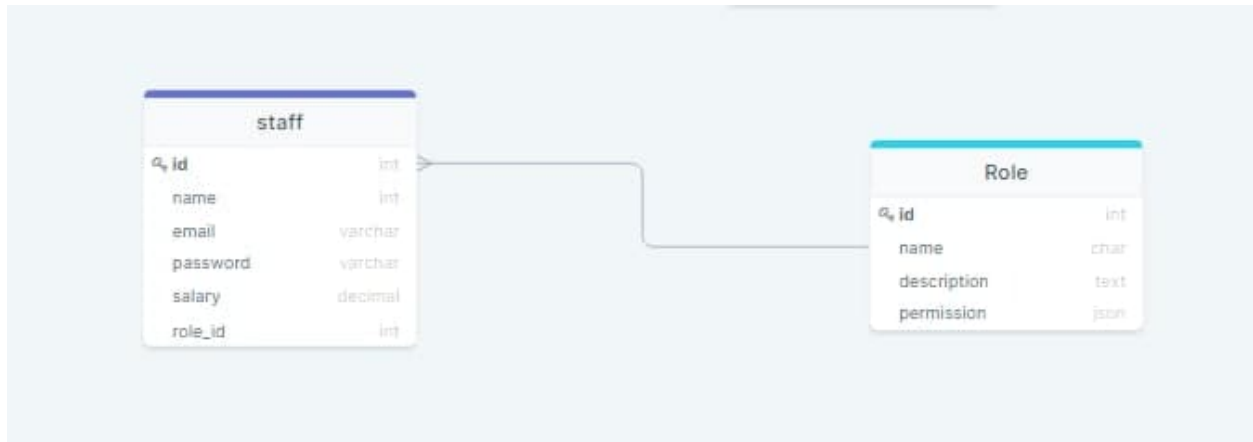 staff
id int
name int
email varchar
password varchar
salary decimal
role_id int
Role
id int
name char
description text
permission json